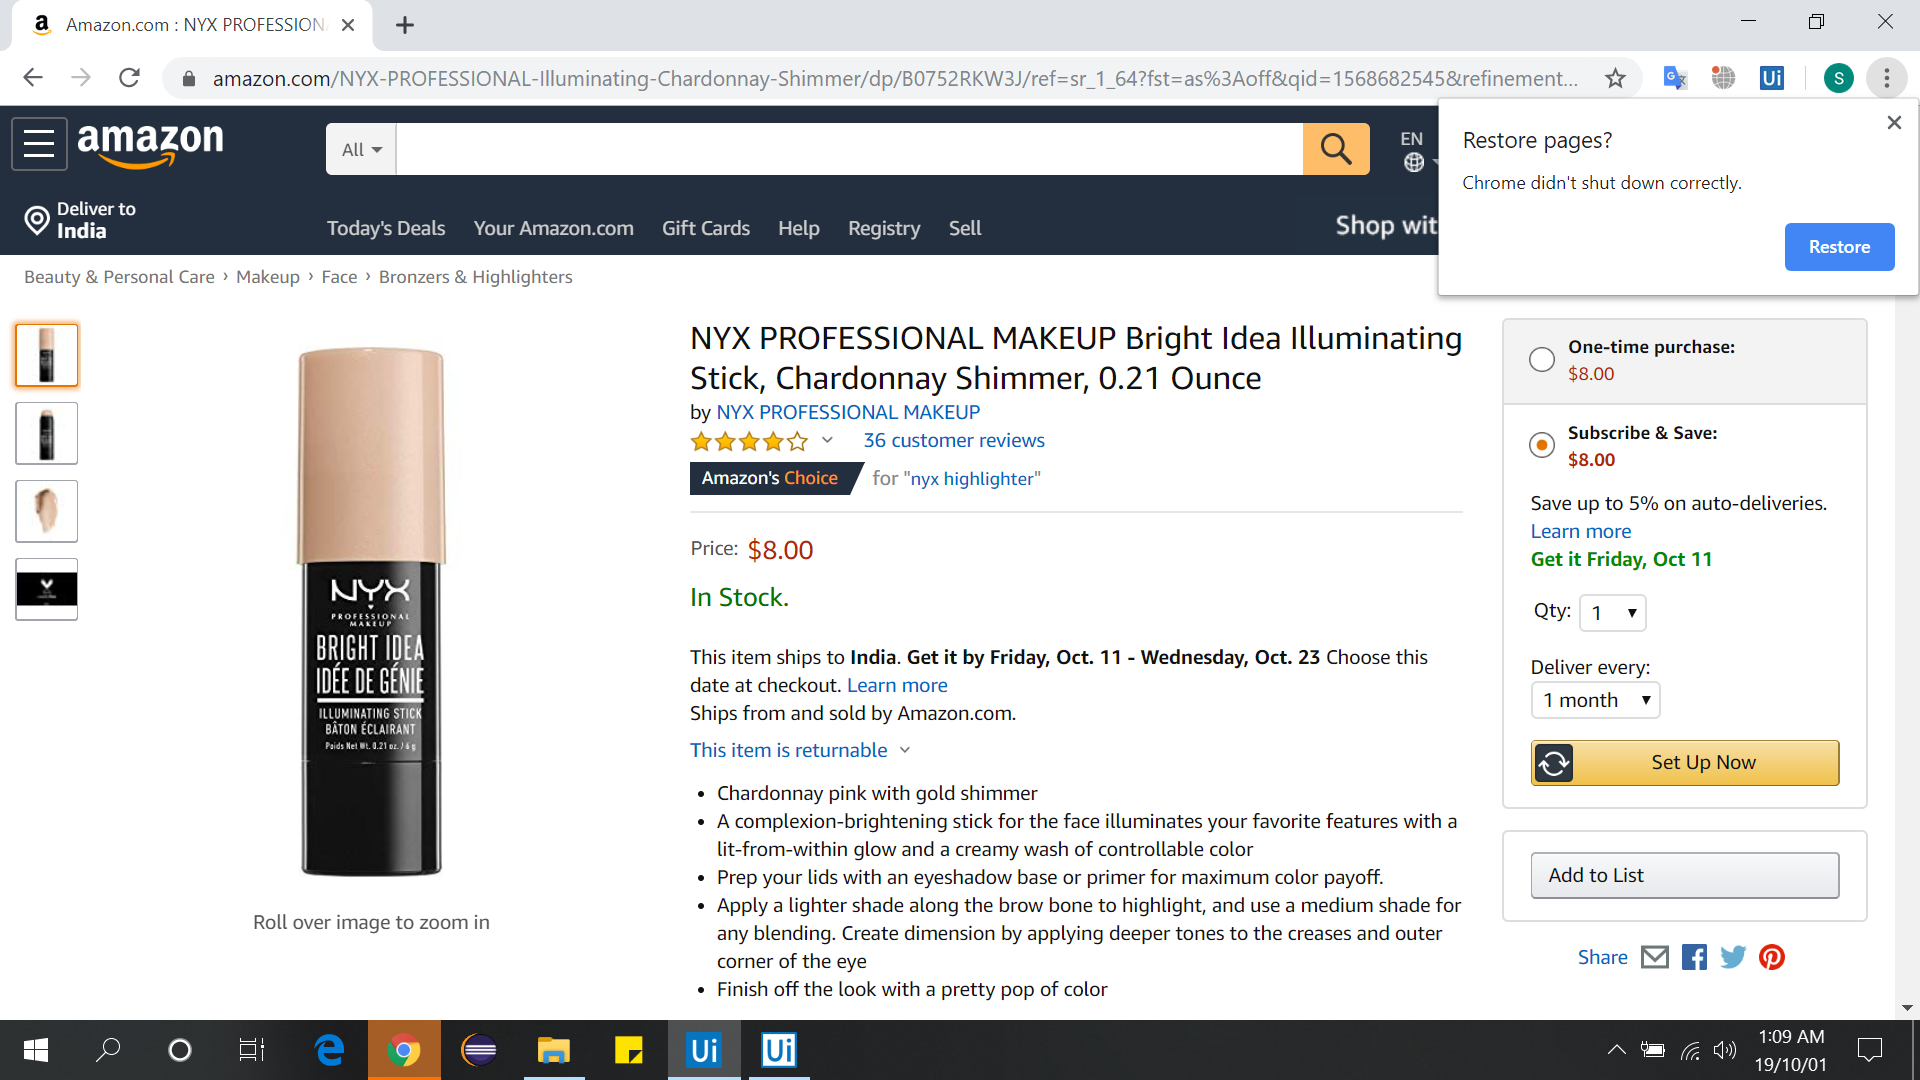 Amazon.com : NYX PROFESSION
amazon.com/NYX-PROFESSIONAL-Illuminating-Chardonnay-Shimmer/dp/B0752RKW3J/ref=sr_1_64?fst=as%3Aoff&qid=1568682545&refinement...
S
Restore pages?
Chrome didn't shut down correctly.
Restore
amazon
All
EN
Deliver to
India
Today's Deals Your Amazon.com Gift Cards Help Registry Sell
Shop wit
Beauty & Personal Care › Makeup › Face › Bronzers & Highlighters
NYX
PROFESSIONAL
MAKEUP
BRIGHT IDEA
IDÉE DE GÉNIE
ILLUMINATING STICK
BÂTON ÉCLAIRANT
Poids Net Wt. 0.21 oz. / 6 g
Roll over image to zoom in
NYX PROFESSIONAL MAKEUP Bright Idea Illuminating
Stick, Chardonnay Shimmer, 0.21 Ounce
by NYX PROFESSIONAL MAKEUP
36 customer reviews
Amazon's Choice for "nyx highlighter"
Price: $8.00
In Stock.
This item ships to India. Get it by Friday, Oct. 11 - Wednesday, Oct. 23 Choose this
date at checkout. Learn more
Ships from and sold by Amazon.com.
This item is returnable
• Chardonnay pink with gold shimmer
• A complexion-brightening stick for the face illuminates your favorite features with a
lit-from-within glow and a creamy wash of controllable color
• Prep your lids with an eyeshadow base or primer for maximum color payoff.
• Apply a lighter shade along the brow bone to highlight, and use a medium shade for
any blending. Create dimension by applying deeper tones to the creases and outer
corner of the eye
• Finish off the look with a pretty pop of color
One-time purchase:
$8.00
Subscribe & Save:
$8.00
Save up to 5% on auto-deliveries.
Learn more
Get it Friday, Oct 11
Qty: 1
Deliver every:
1 month
Set Up Now
Add to List
Share
Ui
Ui
1:09 AM
19/10/01